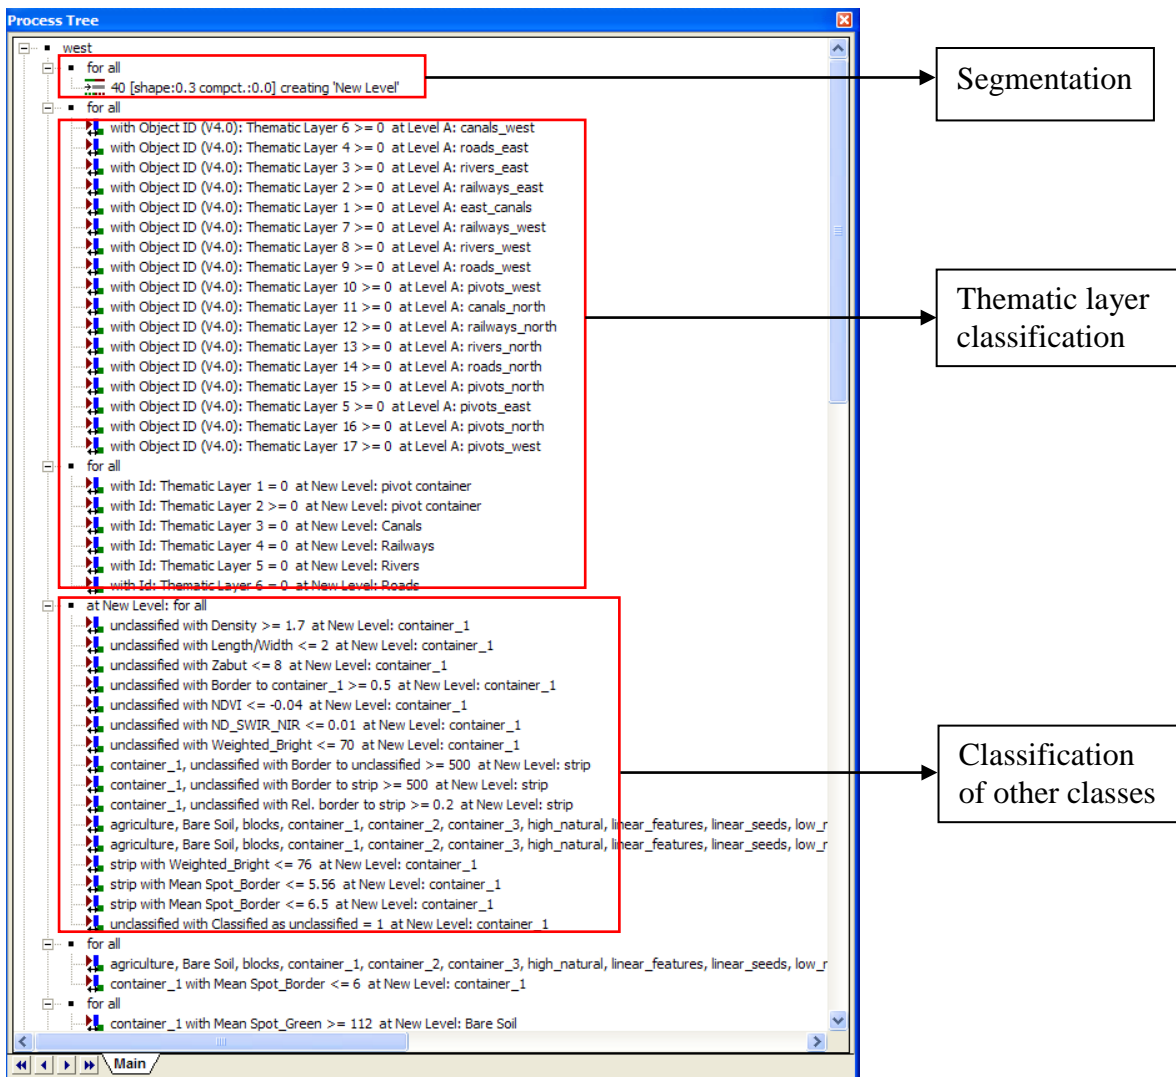 Process Tree
west
for all
40 [shape:0.3 compct.:0.0] creating 'New Level'
for all
with Object ID (V4.0): Thematic Layer 6 >= 0 at Level A: canals_west
with Object ID (V4.0): Thematic Layer 4 >= 0 at Level A: roads_east
with Object ID (V4.0): Thematic Layer 3 >= 0 at Level A: rivers_east
with Object ID (V4.0): Thematic Layer 2 >= 0 at Level A: railways_east
with Object ID (V4.0): Thematic Layer 1 >= 0 at Level A: east_canals
with Object ID (V4.0): Thematic Layer 7 >= 0 at Level A: railways_west
with Object ID (V4.0): Thematic Layer 8 >= 0 at Level A: rivers_west
with Object ID (V4.0): Thematic Layer 9 >= 0 at Level A: roads_west
with Object ID (V4.0): Thematic Layer 10 >= 0 at Level A: pivots_west
with Object ID (V4.0): Thematic Layer 11 >= 0 at Level A: canals_north
with Object ID (V4.0): Thematic Layer 12 >= 0 at Level A: railways_north
with Object ID (V4.0): Thematic Layer 13 >= 0 at Level A: rivers_north
with Object ID (V4.0): Thematic Layer 14 >= 0 at Level A: roads_north
with Object ID (V4.0): Thematic Layer 15 >= 0 at Level A: pivots_north
with Object ID (V4.0): Thematic Layer 5 >= 0 at Level A: pivots_east
with Object ID (V4.0): Thematic Layer 16 >= 0 at Level A: pivots_north
with Object ID (V4.0): Thematic Layer 17 >= 0 at Level A: pivots_west
for all
with Id: Thematic Layer 1 = 0 at New Level: pivot container
with Id: Thematic Layer 2 >= 0 at New Level: pivot container
with Id: Thematic Layer 3 = 0 at New Level: Canals
with Id: Thematic Layer 4 = 0 at New Level: Railways
with Id: Thematic Layer 5 = 0 at New Level: Rivers
with Id: Thematic Layer 6 = 0 at New Level: Roads
at New Level: for all
unclassified with Density >= 1.7 at New Level: container_1
unclassified with Length/Width <= 2 at New Level: container_1
unclassified with Zabut <= 8 at New Level: container_1
unclassified with Border to container_1 >= 0.5 at New Level: container_1
unclassified with NDVI <= -0.04 at New Level: container_1
unclassified with ND_SWIR_NIR <= 0.01 at New Level: container_1
unclassified with Weighted_Bright <= 70 at New Level: container_1
container_1, unclassified with Border to unclassified >= 500 at New Level: strip
container_1, unclassified with Border to strip >= 500 at New Level: strip
container_1, unclassified with Rel. border to strip >= 0.2 at New Level: strip
agriculture, Bare Soil, blocks, container_1, container_2, container_3, high_natural, linear_features, linear_seeds, low_r
agriculture, Bare Soil, blocks, container_1, container_2, container_3, high_natural, linear_features, linear_seeds, low_r
strip with Weighted_Bright <= 76 at New Level: container_1
strip with Mean Spot_Border <= 5.56 at New Level: container_1
strip with Mean Spot_Border <= 6.5 at New Level: container_1
unclassified with Classified as unclassified = 1 at New Level: container_1
for all
agriculture, Bare Soil, blocks, container_1, container_2, container_3, high_natural, linear_features, linear_seeds, low_r
container_1 with Mean Spot_Border <= 6 at New Level: container_1
for all
container_1 with Mean Spot_Green >= 112 at New Level: Bare Soil
Main
Segmentation
Thematic layer
classification
Classification
of other classes